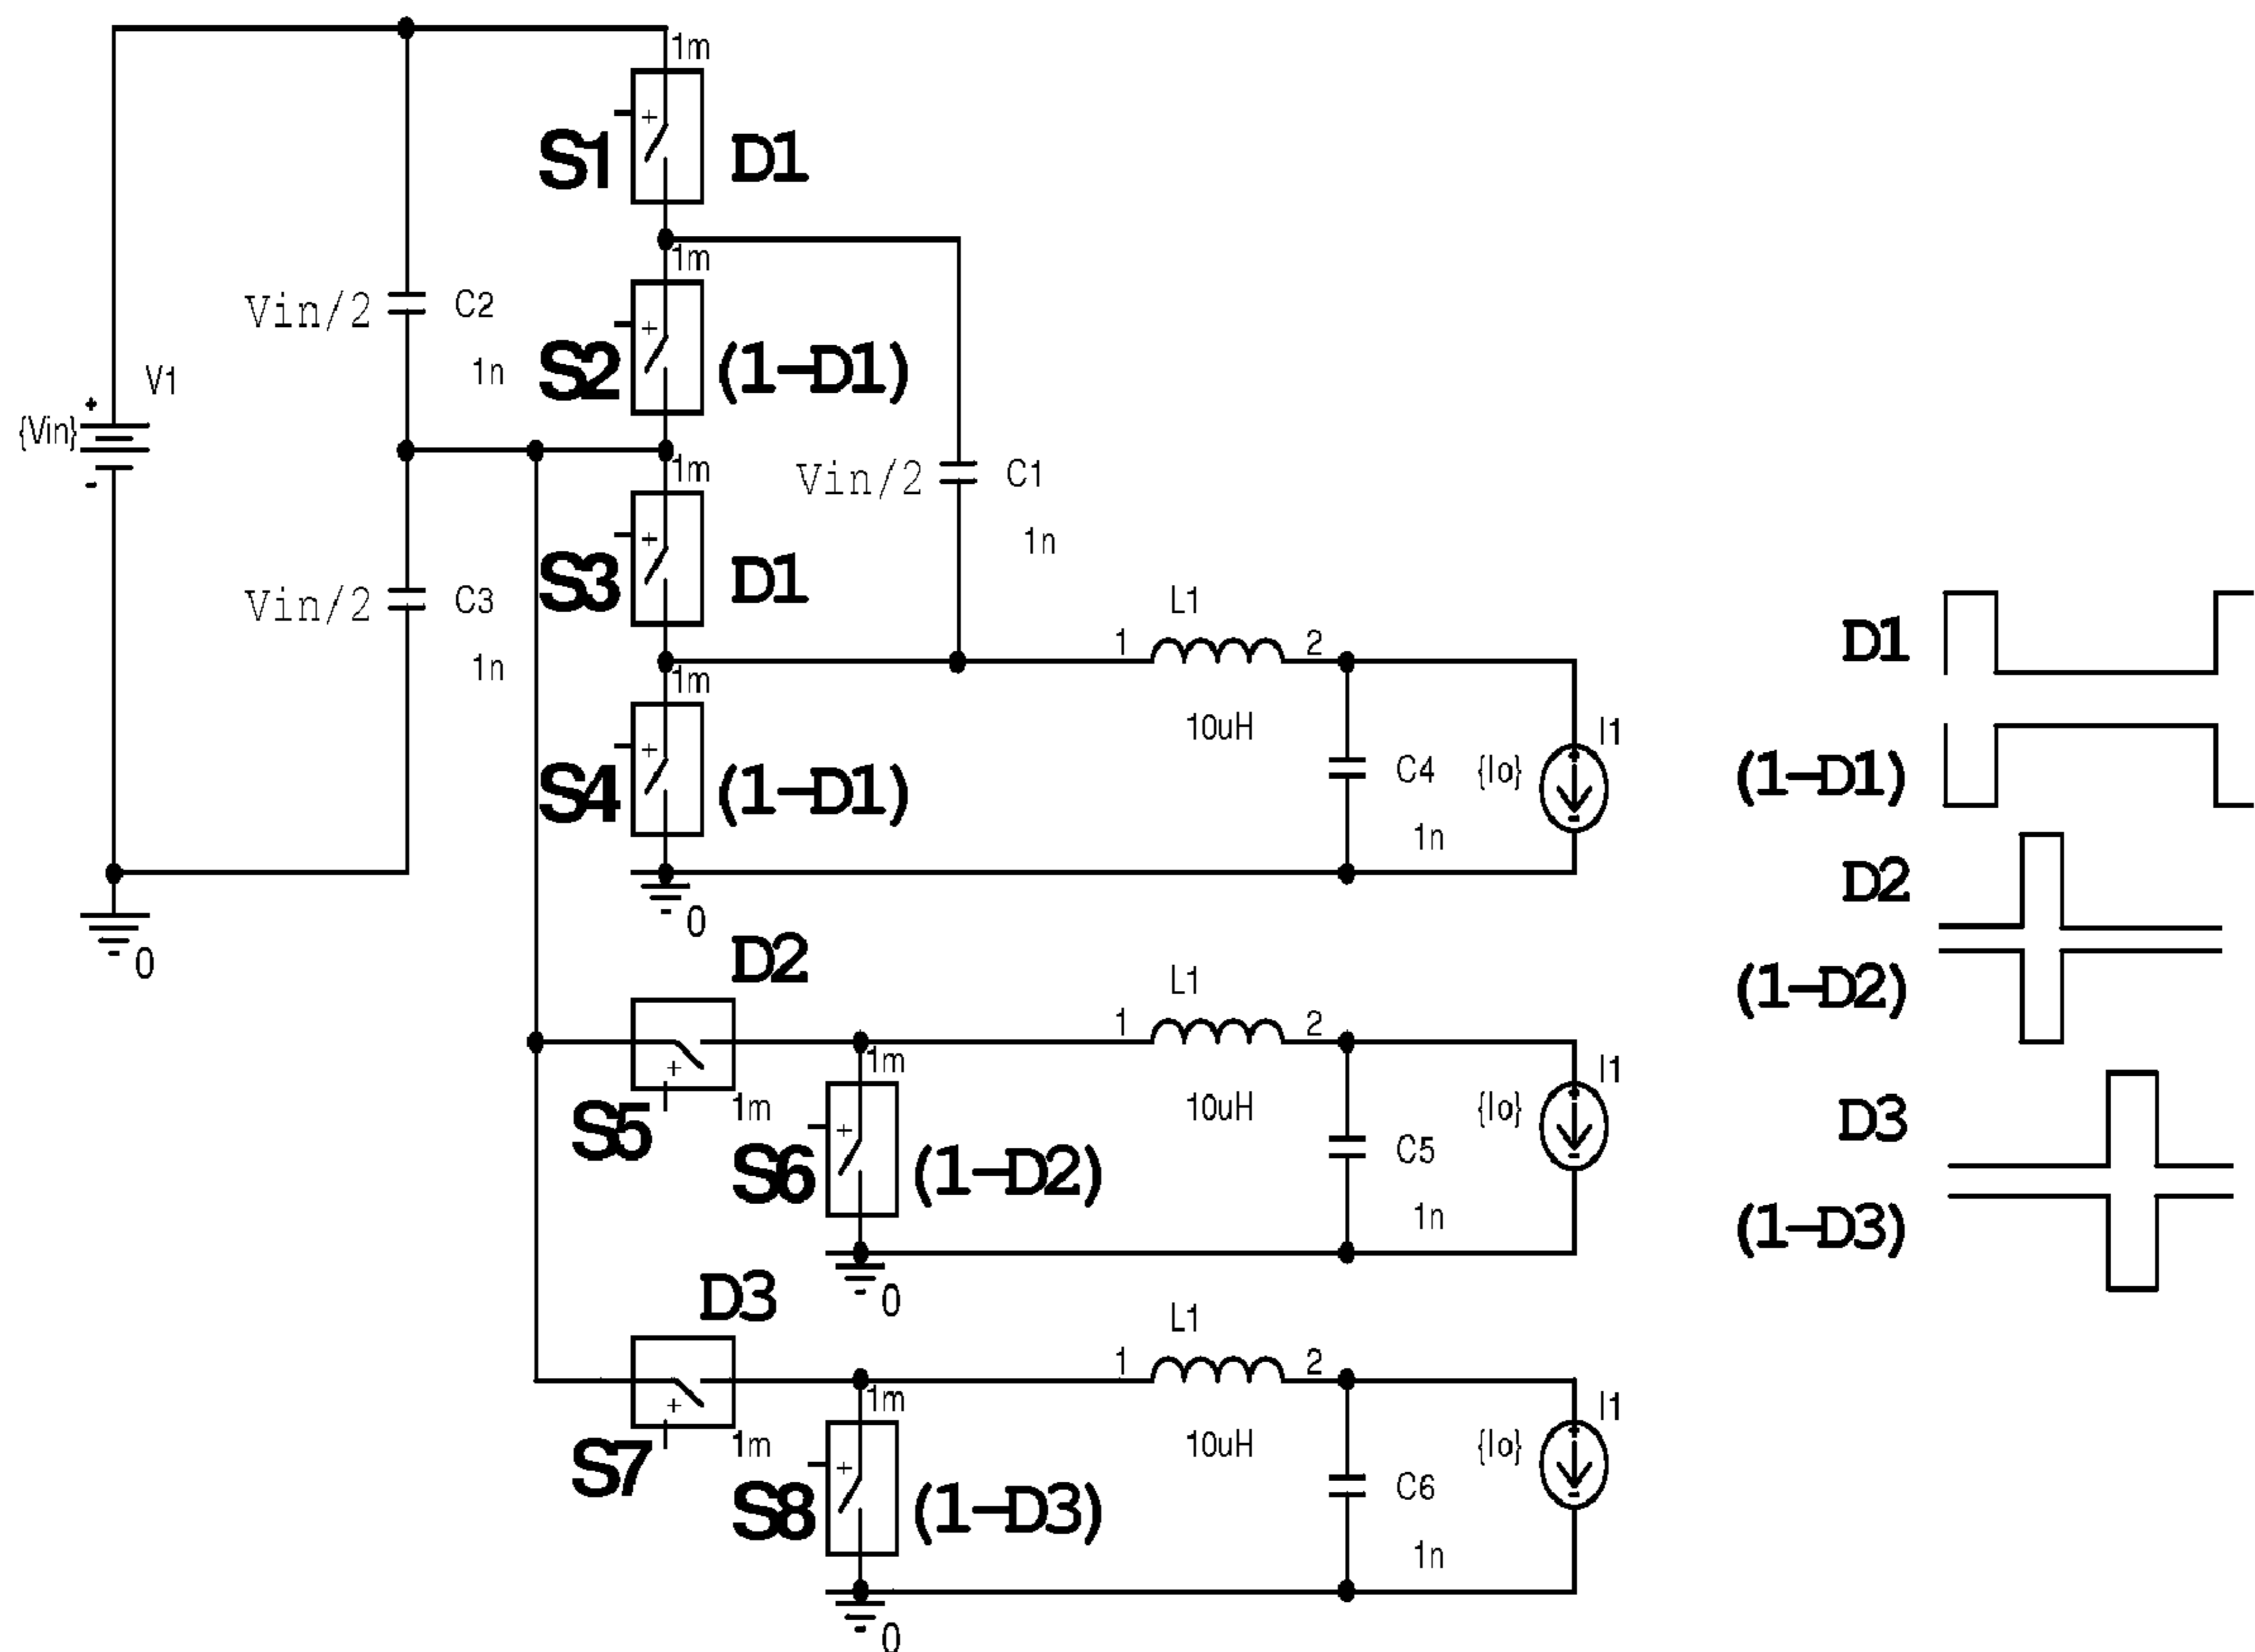 1m
S1 D1
1m
Vin/2 C2
1n
S2 (1-D1)
V1
{Vin}
1m
Vin/2 C1
1n
S3 D1
Vin/2 C3
1n
1m
L1
1 2
10uH
S4 (1-D1)
I1
{Io}
C4
1n
0
0
D2
L1
1 2
10uH
1m
S5
1m
S6 (1-D2)
I1
{Io}
C5
1n
0
D3
L1
1 2
10uH
1m
S7
1m
S8 (1-D3)
I1
{Io}
C6
1n
0
D1
(1-D1)
D2
(1-D2)
D3
(1-D3)